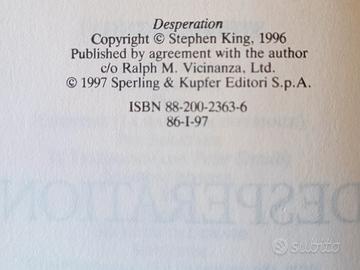 Desperation
Copyright © Stephen King, 1996
Published by agreement with the author
c/o Ralph M. Vicinanza, Ltd.
© 1997 Sperling & Kupfer Editori S.p.A.
ISBN 88-200-2363-6
86-I-97
DESPERATION
subito